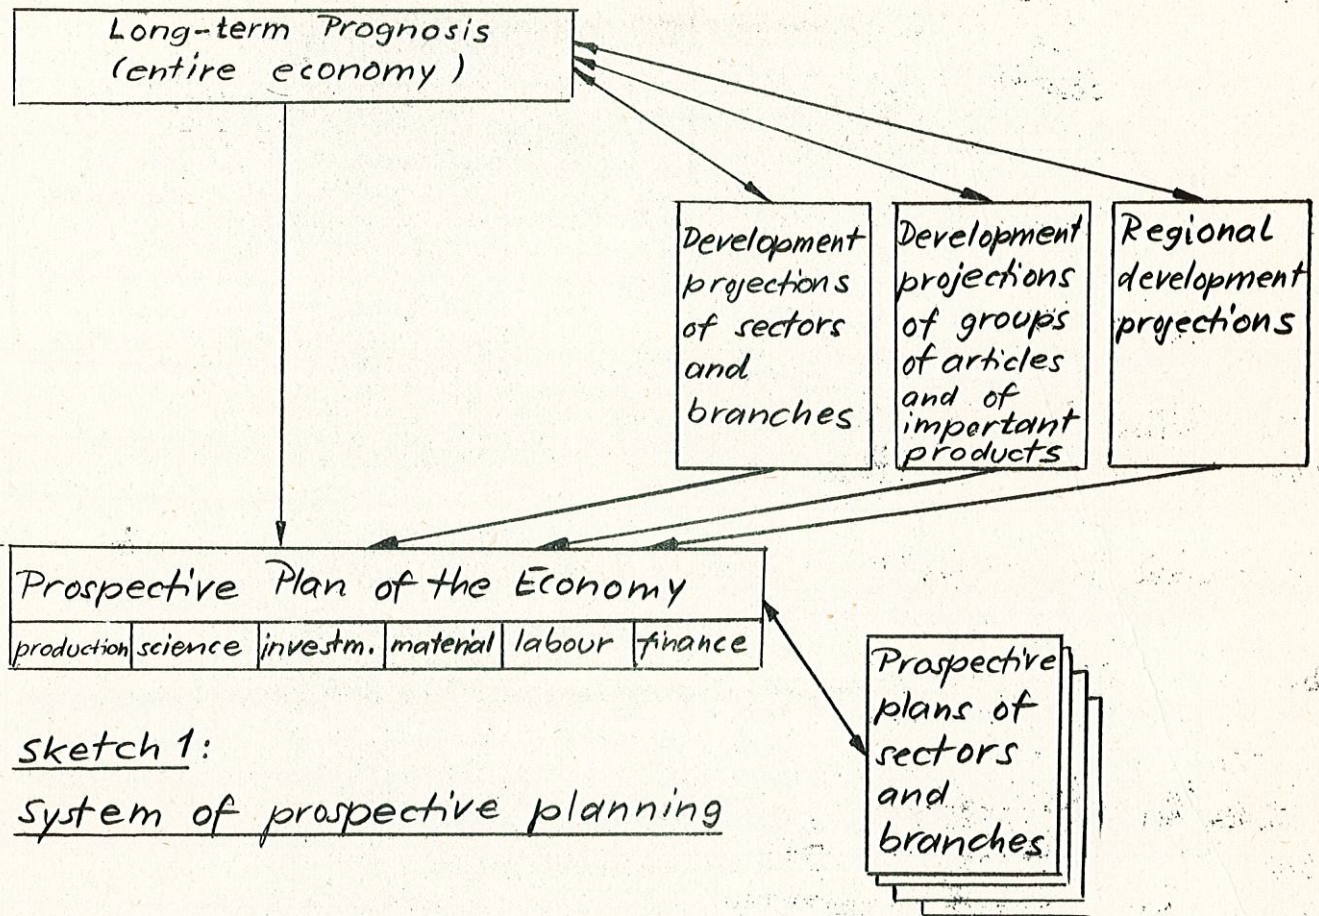 Long-term Prognosis
(entire economy)
Development
projections
of sectors
and
branches
Development
projections
of groups
of articles
and of
important
products
Regional
development
projections
Prospective Plan of the Economy
production science investm. material labour finance
Prospective
plans of
sectors
and
branches
sketch 1:
system of prospective planning